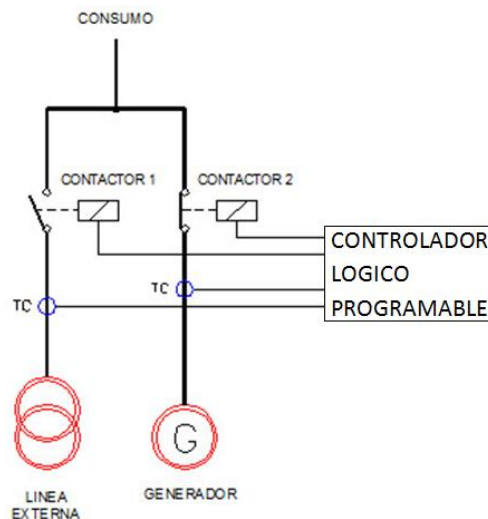 CONSUMO
CONTACTOR 1
CONTACTOR 2
CONTROLADOR
LOGICO
PROGRAMABLE
TC
TC
G
LINEA
EXTERNA
GENERADOR